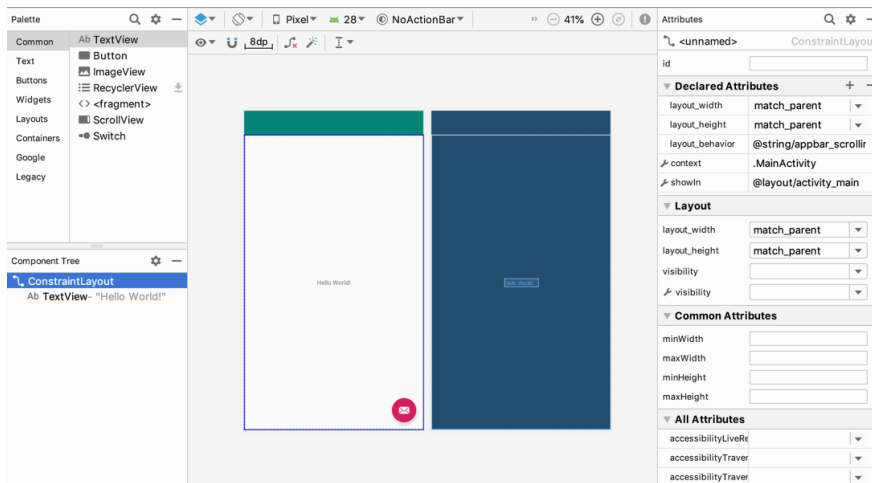 Palette
Common
Text
Buttons
Widgets
Layouts
Containers
Google
Legacy
Ab TextView
Button
ImageView
RecyclerView
<> <fragment>
ScrollView
Switch
Component Tree
ConstraintLayout
Ab TextView- "Hello World!"
Pixel
28
NoActionBar
>>
41%
8dp
Hello World!
Hello World!
Attributes
<unnamed>
ConstraintLayou
id
Declared Attributes
layout_width match_parent
layout_height match_parent
layout_behavior @string/appbar_scrollin
context .MainActivity
showIn @layout/activity_main
Layout
layout_width match_parent
layout_height match_parent
visibility
visibility
Common Attributes
minWidth
maxWidth
minHeight
maxHeight
All Attributes
accessibilityLiveRe
accessibilityTraver
accessibilityTraver